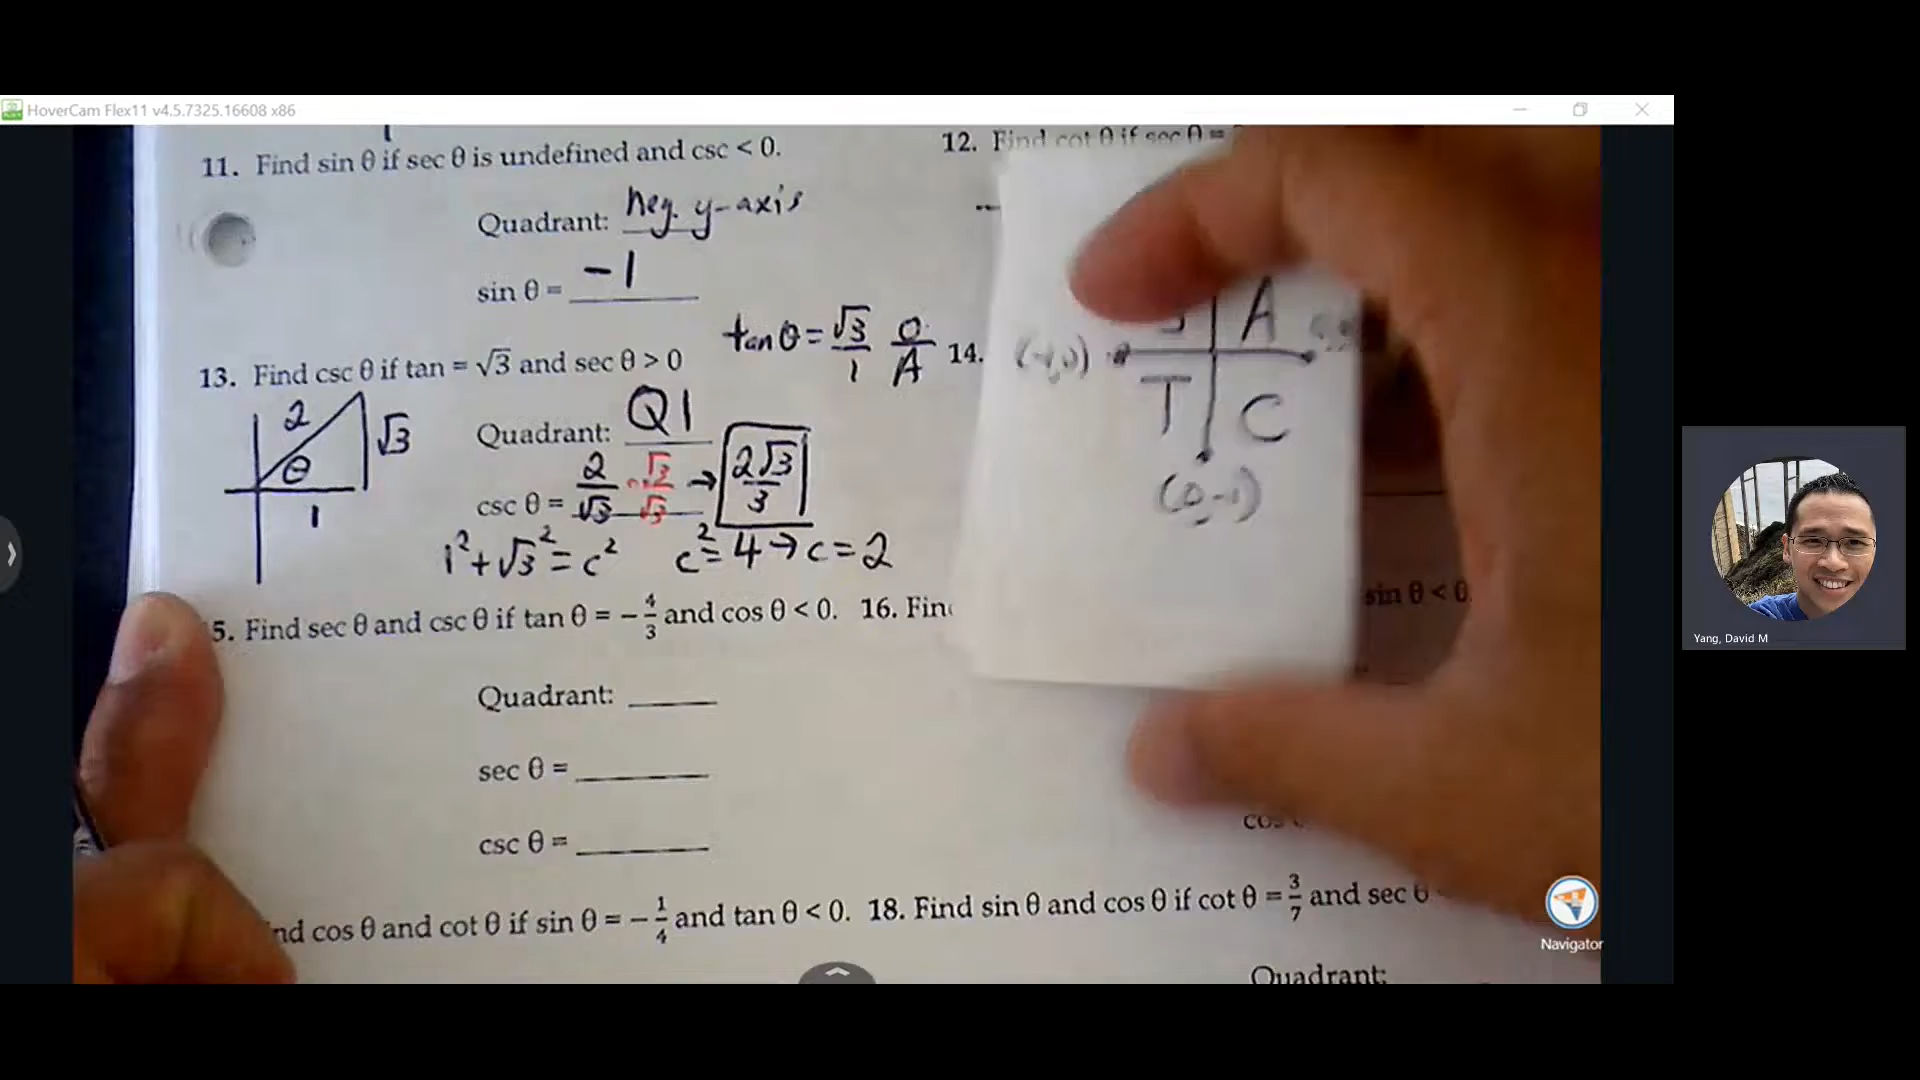 HoverCam Flex11 v4.5.7325.16608 x86
11. Find sin θ if sec θ is undefined and csc < 0.
Quadrant: neg. y-axis
sin θ = -1
12. Find cot θ if sec θ =
13. Find csc θ if tan = √3 and sec θ > 0
tan θ = √3/1 O/A
Quadrant: Q1
csc θ = 2/√3 · √3/√3 → 2√3/3
2
√3
θ
1
1² + √3² = c² c² = 4 → c = 2
14.
A
(-1,0)
T C
(0,-1)
5. Find sec θ and csc θ if tan θ = -4/3 and cos θ < 0.
Quadrant:
sec θ =
csc θ =
16. Fin
sin θ < 0.
nd cos θ and cot θ if sin θ = -1/4 and tan θ < 0.
18. Find sin θ and cos θ if cot θ = 3/7 and sec θ
Quadrant:
Navigator
Yang, David M